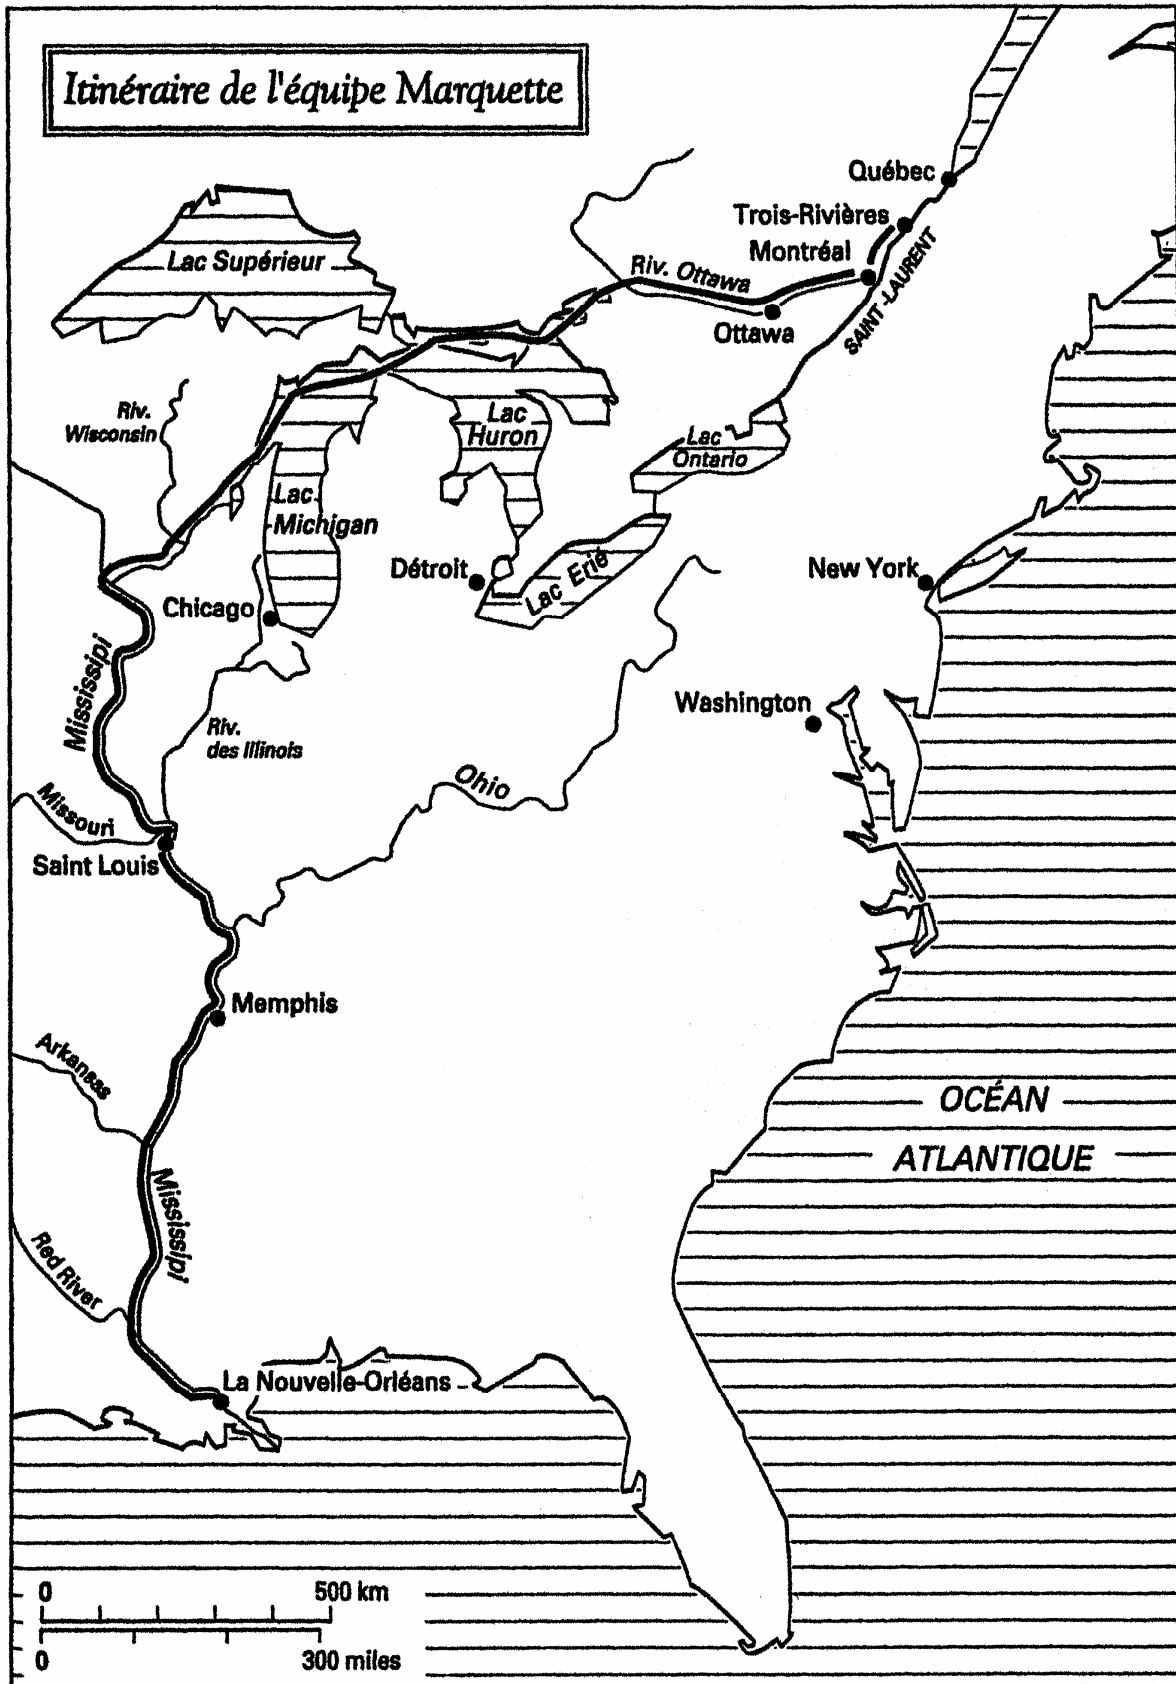 Itinéraire de l'équipe Marquette
Québec
Trois-Rivières
Montréal
SAINT-LAURENT
Riv. Ottawa
Ottawa
Lac Supérieur
Riv.
Wisconsin
Lac
Huron
Lac
Ontario
Lac
Michigan
Détroit
Lac Erié
New York
Chicago
Mississipi
Washington
Riv.
des Illinois
Ohio
Missouri
Saint Louis
Memphis
Arkansas
OCÉAN
ATLANTIQUE
Mississipi
Red River
La Nouvelle-Orléans
0 500 km
0 300 miles